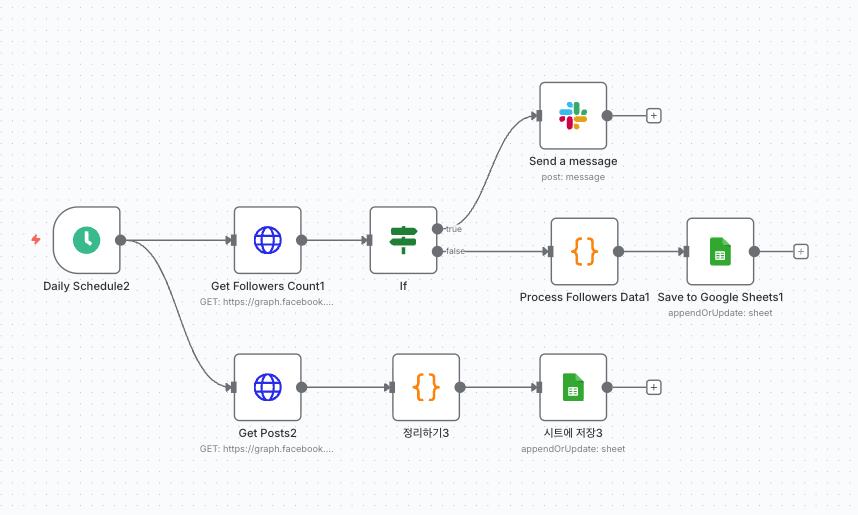 Send a message
post: message
true
false
Daily Schedule2
Get Followers Count1
GET: https://graph.facebook....
If
Process Followers Data1
Save to Google Sheets1
appendOrUpdate: sheet
Get Posts2
GET: https://graph.facebook....
정리하기3
시트에 저장3
appendOrUpdate: sheet